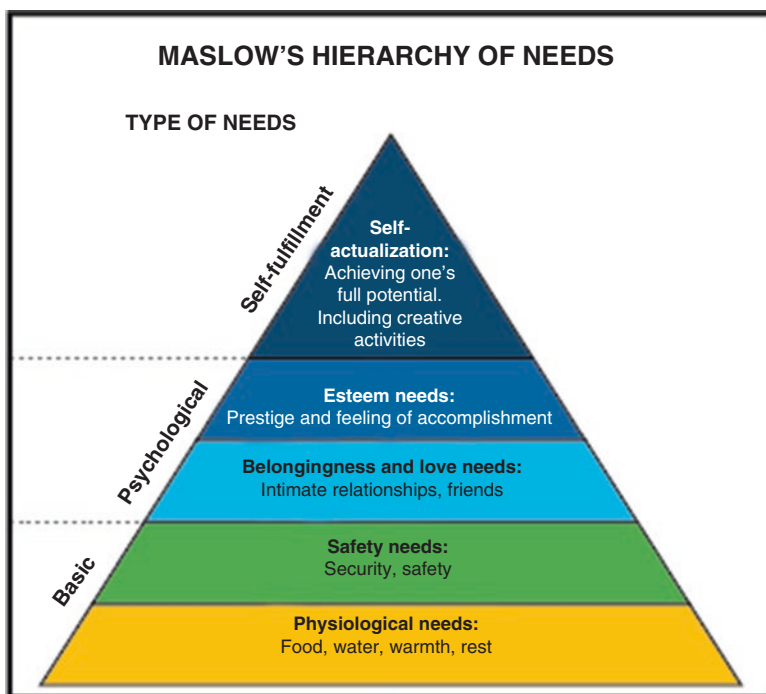 MASLOW'S HIERARCHY OF NEEDS
TYPE OF NEEDS
Self-fulfillment
Self-
actualization:
Achieving one's
full potential.
Including creative
activities
Psychological
Esteem needs:
Prestige and feeling of accomplishment
Belongingness and love needs:
Intimate relationships, friends
Basic
Safety needs:
Security, safety
Physiological needs:
Food, water, warmth, rest